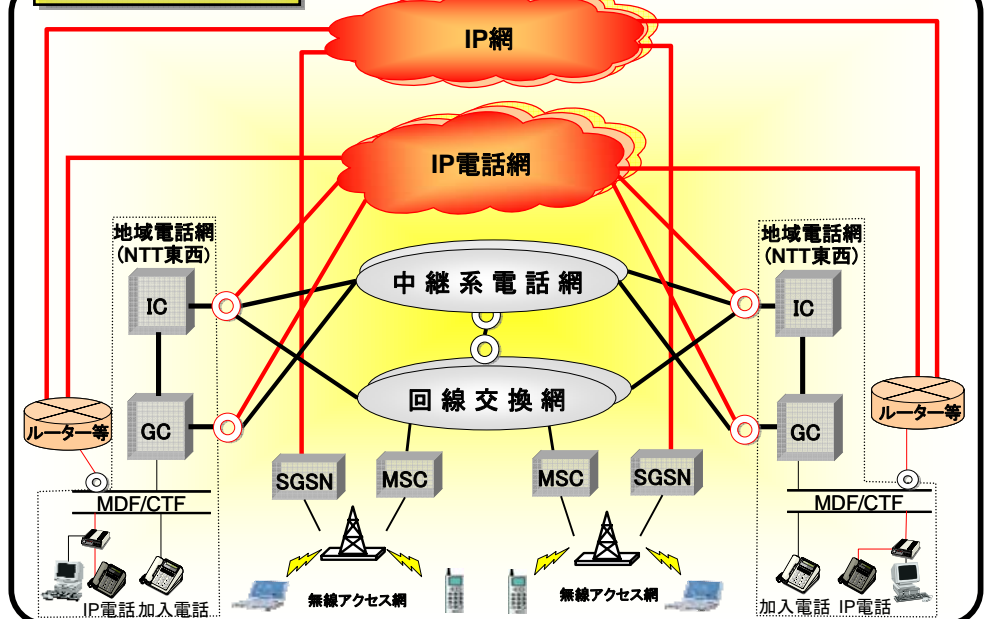 IP網
IP電話網
地域電話網
(NTT東西)
地域電話網
(NTT東西)
中継系電話網
IC
IC
回線交換網
ルーター等
GC
GC
ルーター等
SGSN
MSC
MSC
SGSN
MDF/CTF
MDF/CTF
無線アクセス網
無線アクセス網
IP電話
加入電話
加入電話
IP電話